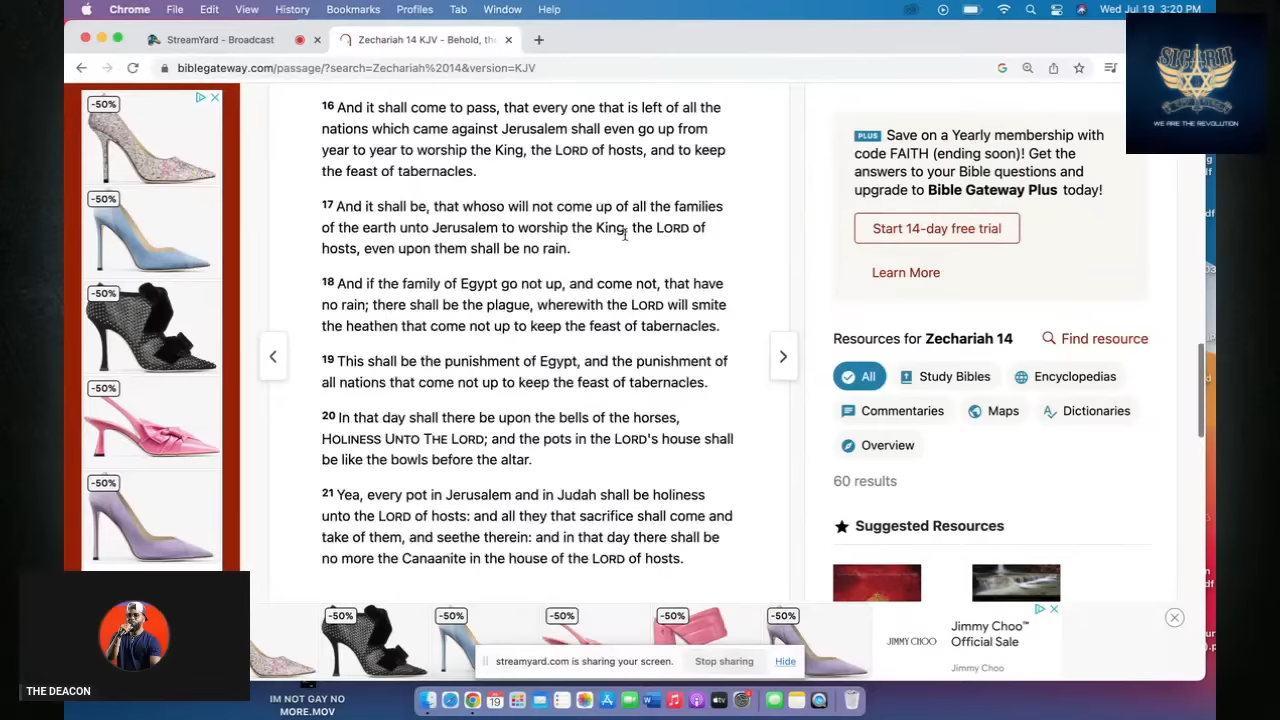 Chrome File Edit View History Bookmarks Profiles Tab Window Help
Wed Jul 19 3:20 PM
StreamYard - Broadcast
Zechariah 14 KJV - Behold, the
biblegateway.com/passage/?search=Zechariah%2014&version=KJV
SICARII
WE ARE THE REVOLUTION
-50%
-50%
-50%
-50%
-50%
16 And it shall come to pass, that every one that is left of all the
nations which came against Jerusalem shall even go up from
year to year to worship the King, the LORD of hosts, and to keep
the feast of tabernacles.
17 And it shall be, that whoso will not come up of all the families
of the earth unto Jerusalem to worship the King, the LORD of
hosts, even upon them shall be no rain.
18 And if the family of Egypt go not up, and come not, that have
no rain; there shall be the plague, wherewith the LORD will smite
the heathen that come not up to keep the feast of tabernacles.
19 This shall be the punishment of Egypt, and the punishment of
all nations that come not up to keep the feast of tabernacles.
20 In that day shall there be upon the bells of the horses,
HOLINESS UNTO THE LORD; and the pots in the LORD's house shall
be like the bowls before the altar.
21 Yea, every pot in Jerusalem and in Judah shall be holiness
unto the LORD of hosts: and all they that sacrifice shall come and
take of them, and seethe therein: and in that day there shall be
no more the Canaanite in the house of the LORD of hosts.
PLUS Save on a Yearly membership with
code FAITH (ending soon)! Get the
answers to your Bible questions and
upgrade to Bible Gateway Plus today!
Start 14-day free trial
Learn More
Resources for Zechariah 14
Find resource
All Study Bibles Encyclopedias
Commentaries Maps Dictionaries
Overview
60 results
Suggested Resources
-50% -50% -50% -50% -50%
JIMMY CHOO
Jimmy Choo™
Official Sale
Jimmy Choo
streamyard.com is sharing your screen. Stop sharing Hide
THE DEACON
IM NOT GAY NO
MORE.MOV
19